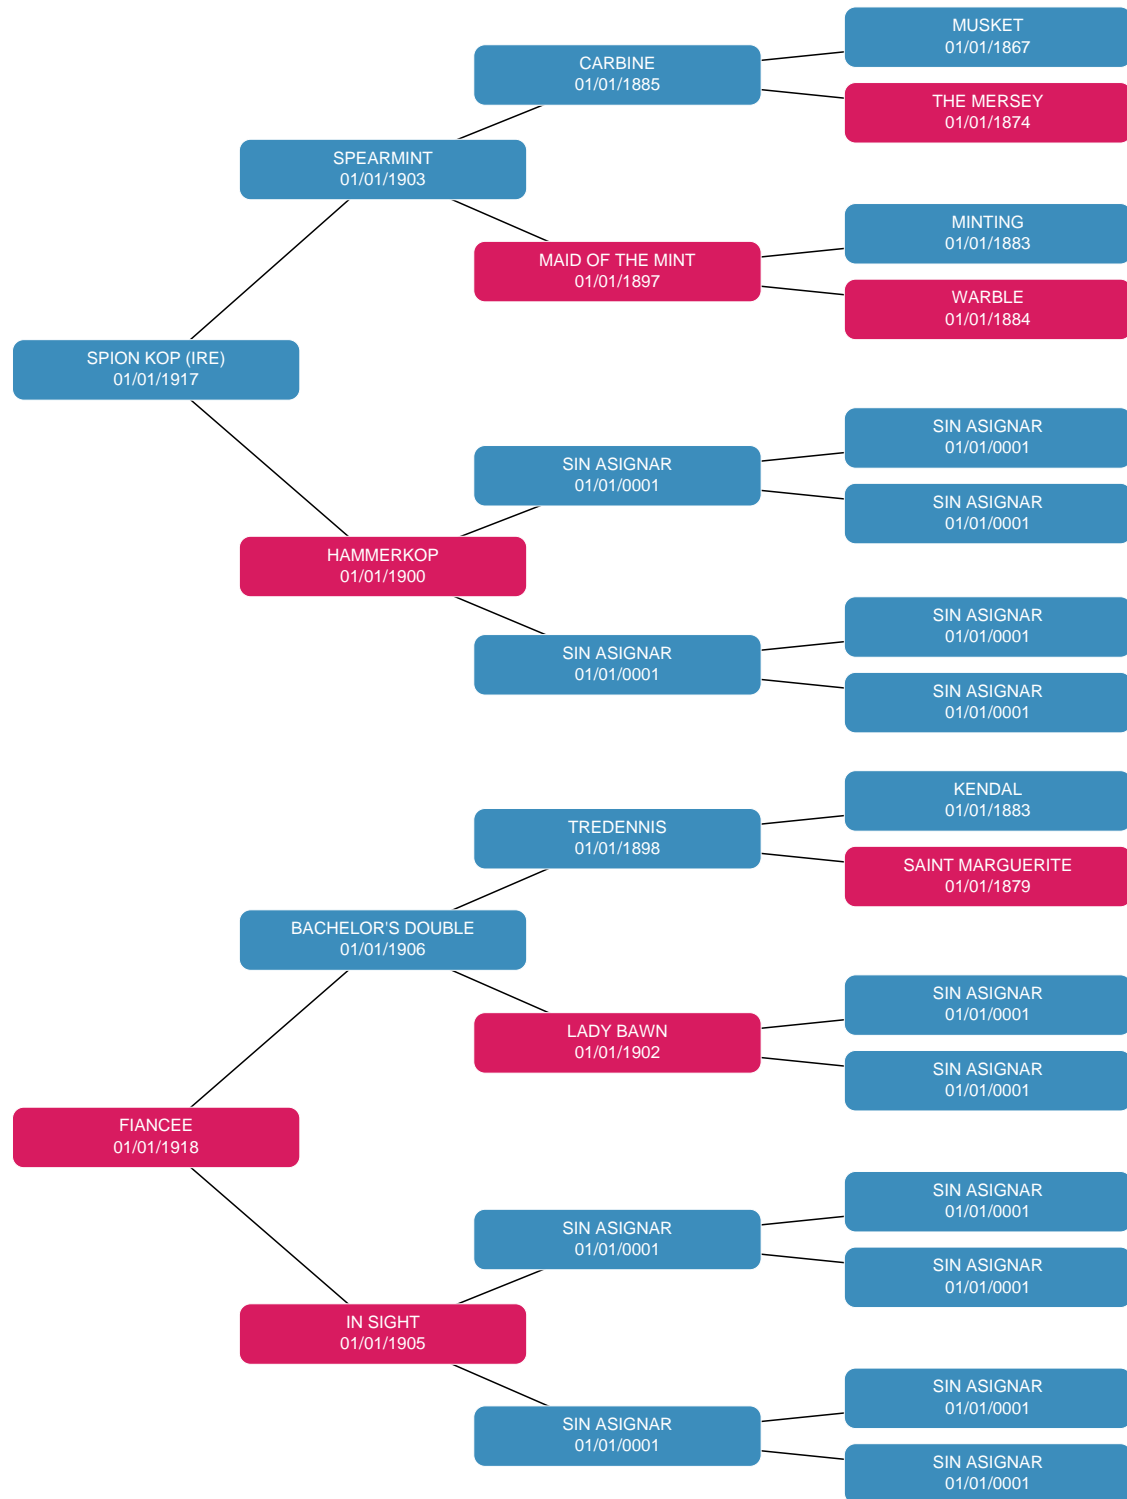 MUSKET
01/01/1867
CARBINE
01/01/1885
THE MERSEY
01/01/1874
SPEARMINT
01/01/1903
MINTING
01/01/1883
MAID OF THE MINT
01/01/1897
WARBLE
01/01/1884
SPION KOP (IRE)
01/01/1917
SIN ASIGNAR
01/01/0001
SIN ASIGNAR
01/01/0001
SIN ASIGNAR
01/01/0001
HAMMERKOP
01/01/1900
SIN ASIGNAR
01/01/0001
SIN ASIGNAR
01/01/0001
SIN ASIGNAR
01/01/0001
KENDAL
01/01/1883
TREDENNIS
01/01/1898
SAINT MARGUERITE
01/01/1879
BACHELOR'S DOUBLE
01/01/1906
SIN ASIGNAR
01/01/0001
LADY BAWN
01/01/1902
SIN ASIGNAR
01/01/0001
FIANCEE
01/01/1918
SIN ASIGNAR
01/01/0001
SIN ASIGNAR
01/01/0001
SIN ASIGNAR
01/01/0001
IN SIGHT
01/01/1905
SIN ASIGNAR
01/01/0001
SIN ASIGNAR
01/01/0001
SIN ASIGNAR
01/01/0001